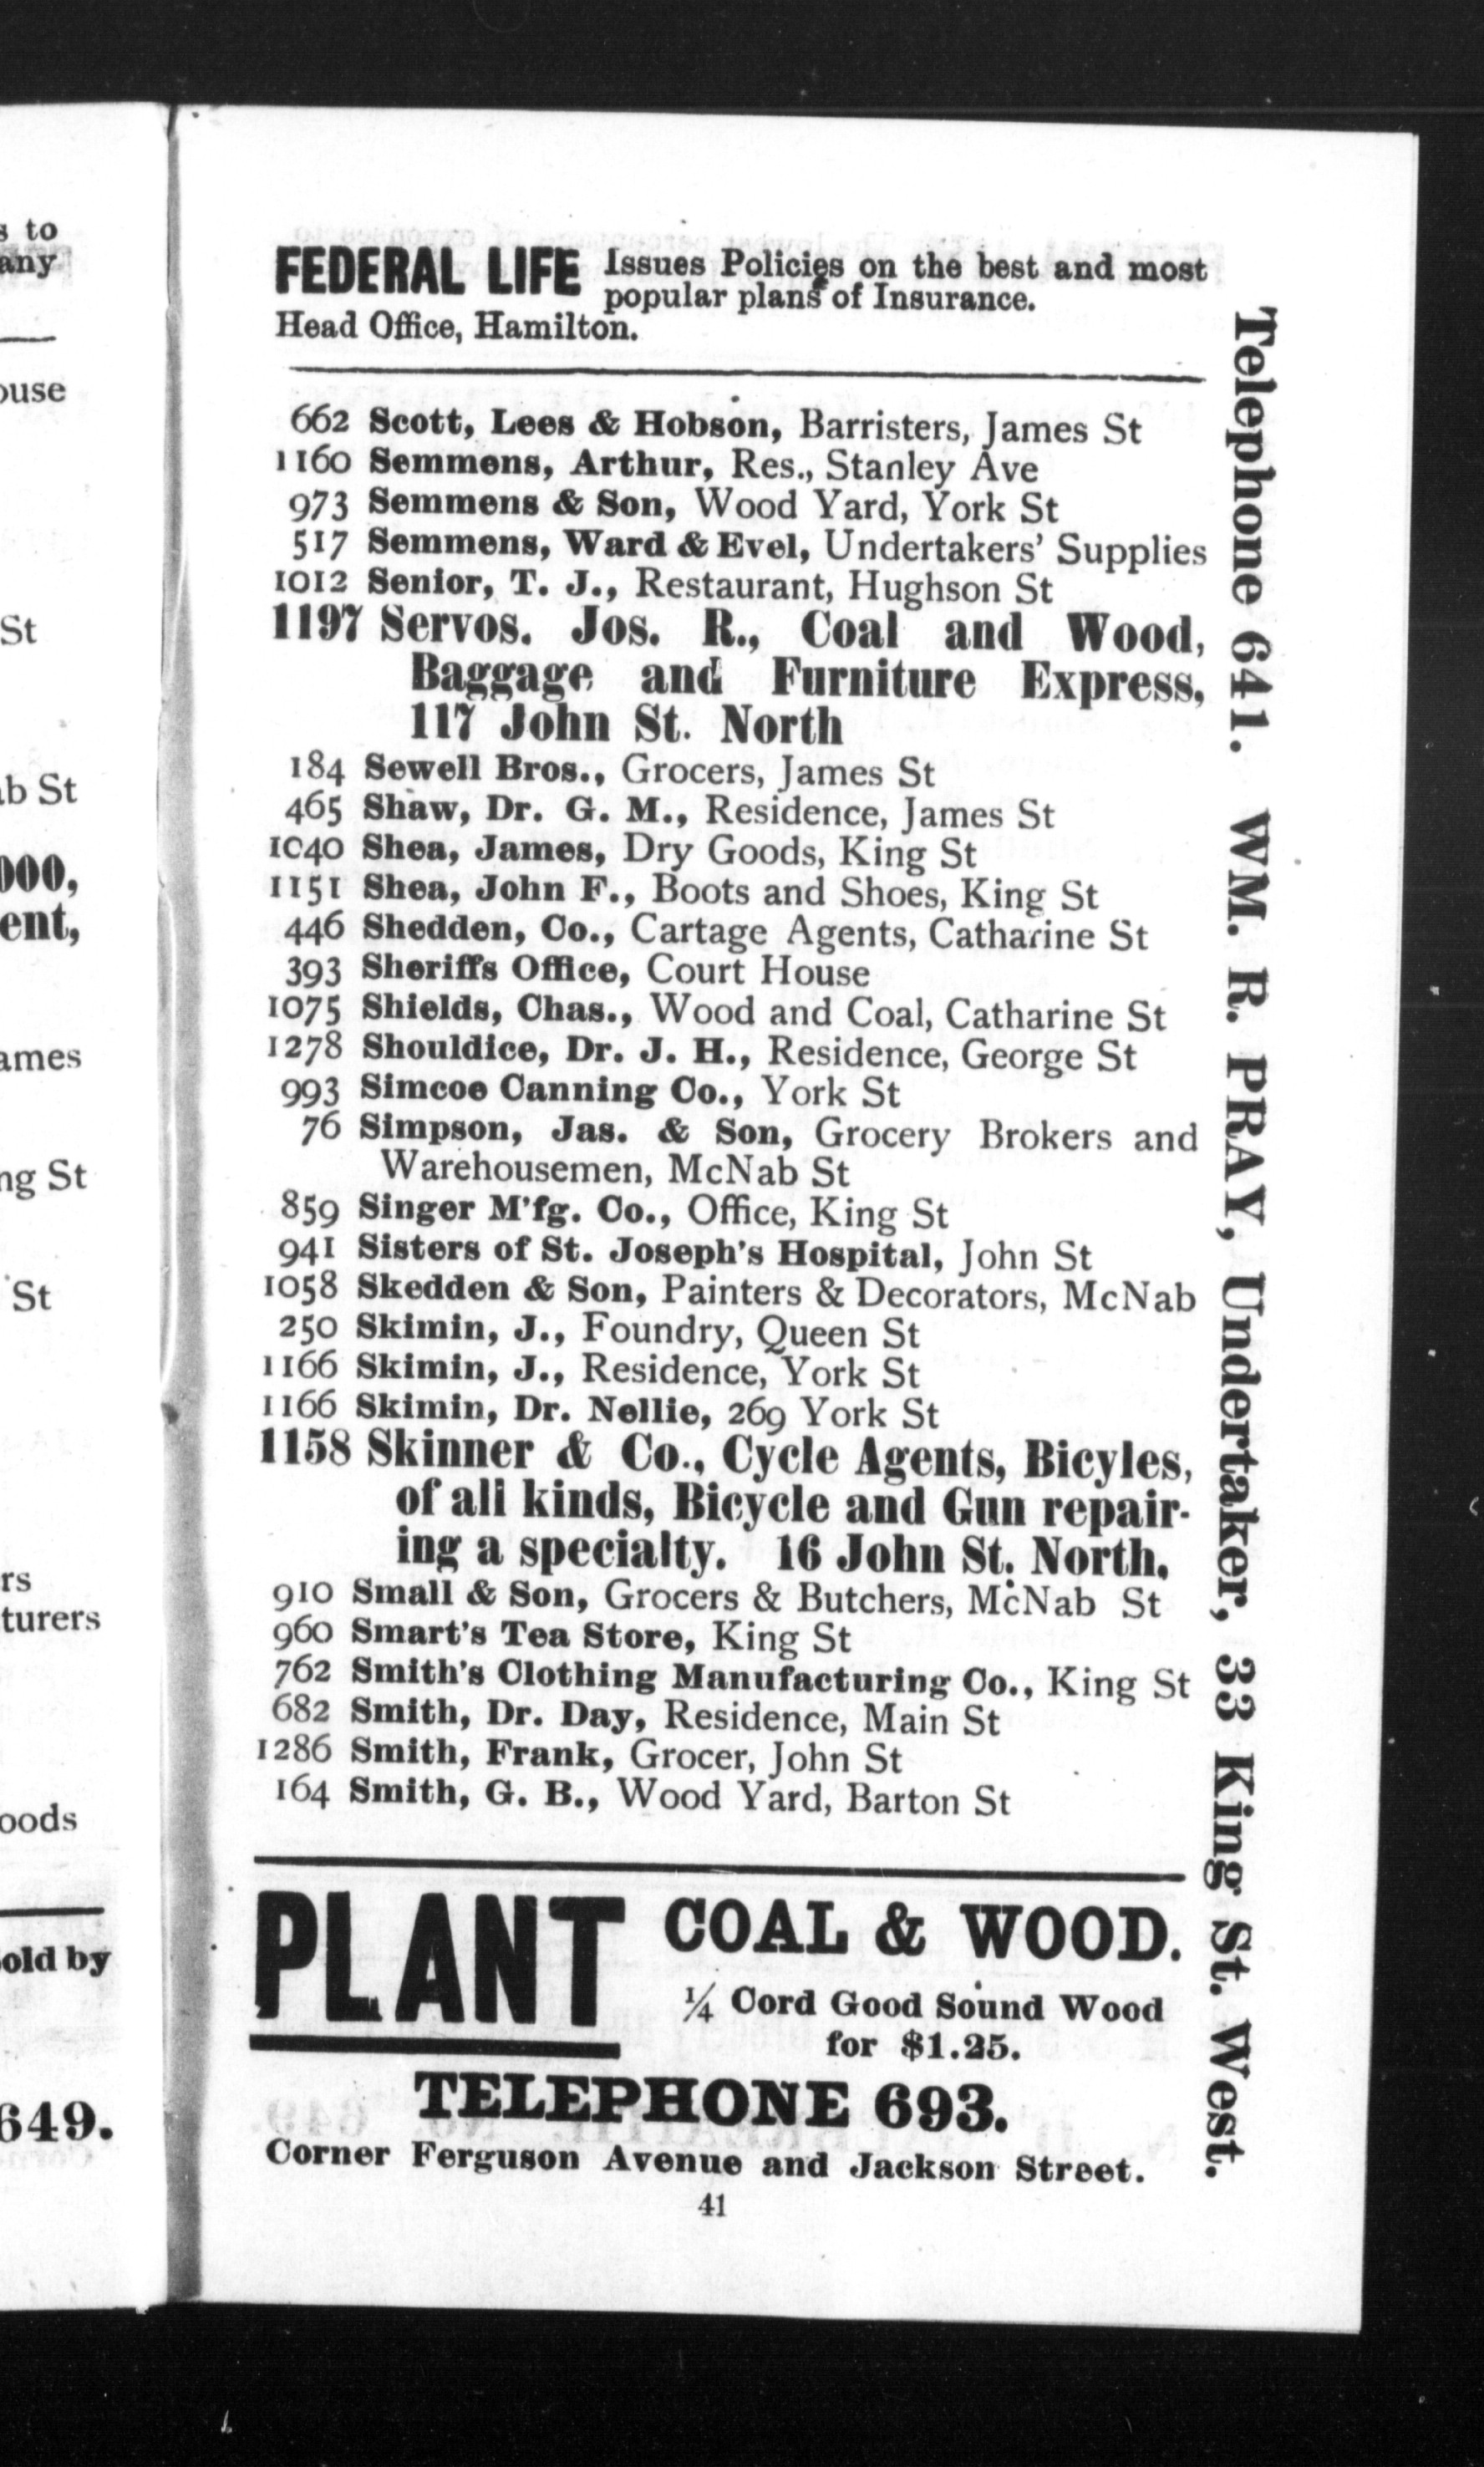 s to
any.
ouse
St
ab St
000,
ent,
ames
ng St
St
rs
turers
oods
old by
649.
FEDERAL LIFE Issues Policies on the best and most
popular plans of Insurance.
Head Office, Hamilton.
662 Scott, Lees & Hobson, Barristers, James St
1160 Semmens, Arthur, Res., Stanley Ave
973 Semmens & Son, Wood Yard, York St
517 Semmens, Ward & Evel, Undertakers' Supplies
1012 Senior, T. J., Restaurant, Hughson St
1197 Servos. Jos. R., Coal and Wood,
Baggage and Furniture Express,
117 John St. North
184 Sewell Bros., Grocers, James St
465 Shaw, Dr. G. M., Residence, James St
1040 Shea, James, Dry Goods, King St
1151 Shea, John F., Boots and Shoes, King St
446 Shedden, Co., Cartage Agents, Catharine St
393 Sheriffs Office, Court House
1075 Shields, Chas., Wood and Coal, Catharine St
1278 Shouldice, Dr. J. H., Residence, George St
993 Simcoe Canning Co., York St
76 Simpson, Jas. & Son, Grocery Brokers and
Warehousemen, McNab St
859 Singer M'fg. Co., Office, King St
941 Sisters of St. Joseph's Hospital, John St
1058 Skedden & Son, Painters & Decorators, McNab
250 Skimin, J., Foundry, Queen St
1166 Skimin, J., Residence, York St
1166 Skimin, Dr. Nellie, 269 York St
1158 Skinner & Co., Cycle Agents, Bicyles,
of all kinds, Bicycle and Gun repair-
ing a specialty. 16 John St. North.
910 Small & Son, Grocers & Butchers, McNab St
960 Smart's Tea Store, King St
762 Smith's Clothing Manufacturing Co., King St
682 Smith, Dr. Day, Residence, Main St
1286 Smith, Frank, Grocer, John St
164 Smith, G. B., Wood Yard, Barton St
PLANT COAL & WOOD.
¼ Cord Good Sound Wood
for $1.25.
TELEPHONE 693.
Corner Ferguson Avenue and Jackson Street.
41
Telephone 641. WM. R. PRAY, Undertaker, 33 King St. West.